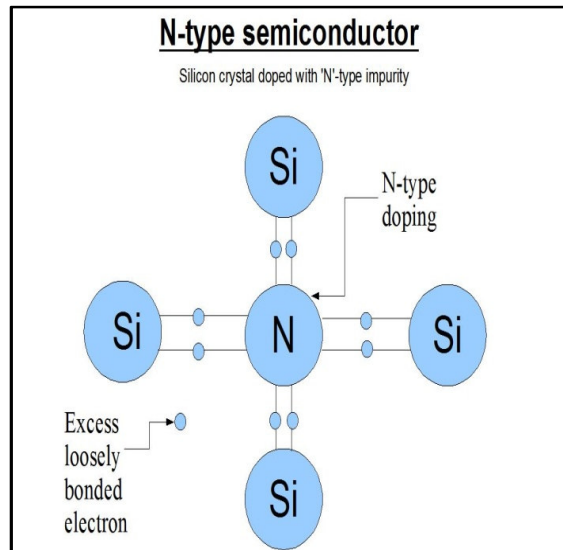 N-type semiconductor
Silicon crystal doped with 'N'-type impurity
Si
N-type
doping
Si
N
Si
Excess
loosely
bonded
electron
Si